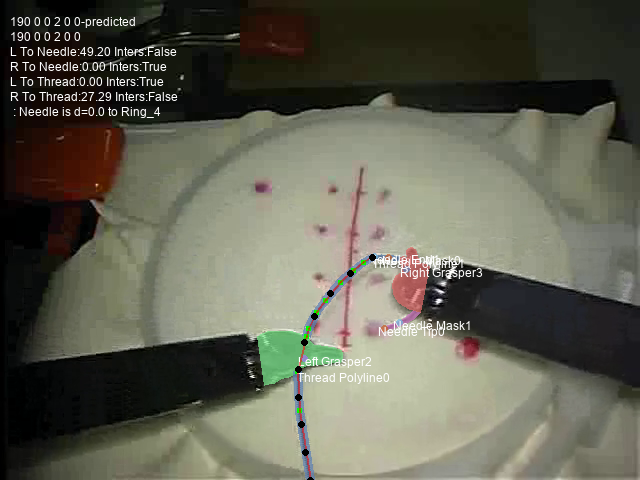 190 0 0 2 0 0-predicted
190 0 0 2 0 0
L To Needle:49.20 Inters:False
R To Needle:0.00 Inters:True
L To Thread:0.00 Inters:True
R To Thread:27.29 Inters:False
: Needle is d=0.0 to Ring_4
Right Grasper3
Needle Mask1
Needle Tip0
Left Grasper2
Thread Polyline0